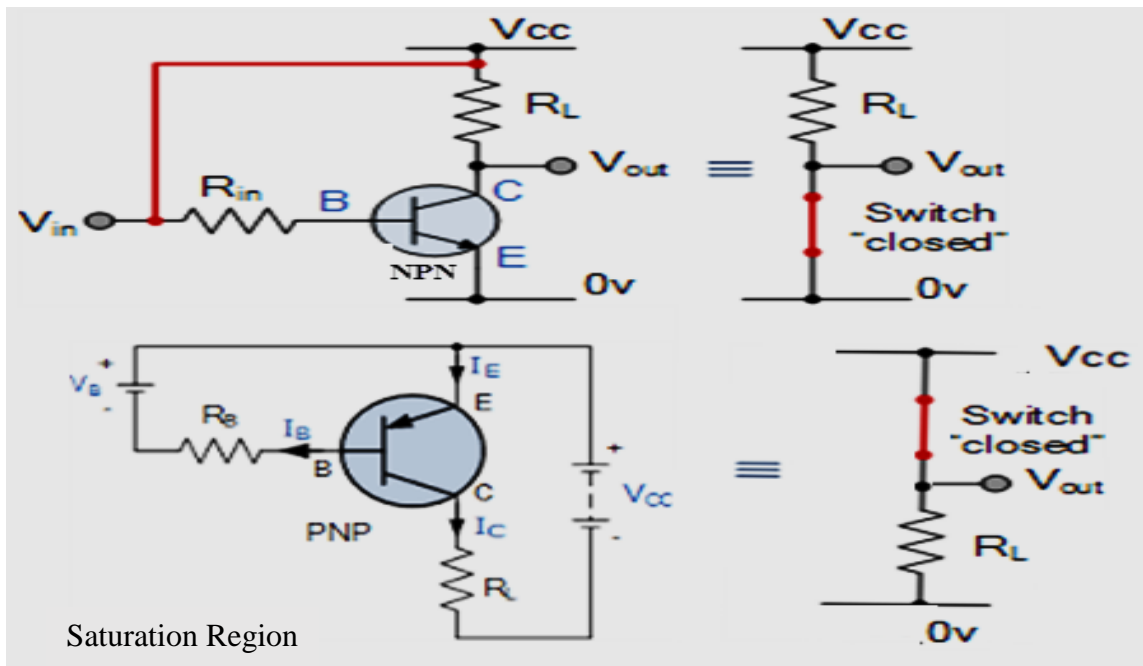 Vcc
Vcc
RL
RL
Rin
B
C
Vout
≡
Vout
Vin
Switch
"closed"
NPN
E
0v
0v
Vcc
+
VB
-
IE
E
Switch
"closed"
RB
IB
B
+
VCC
-
≡
Vout
C
PNP
IC
RL
RL
Saturation Region
0v